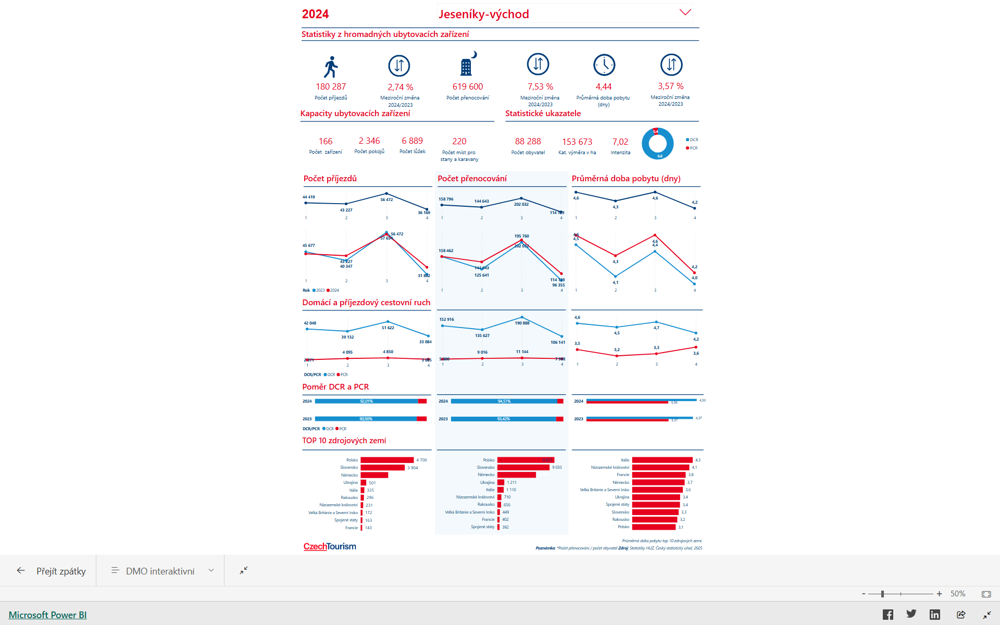 2024
Jeseníky-východ
Statistiky z hromadných ubytovacích zařízení
180 287
2,74 %
619 600
7,53 %
4,44
3,57 %
Počet příjezdů
Meziroční změna
2024/2023
Počet přenocování
Meziroční změna
2024/2023
Průměrná doba pobytu
(dny)
Meziroční změna
2024/2023
Kapacity ubytovacích zařízení
Statistické ukazatele
166
2 346
6 889
220
88 288
153 673
7,02
Počet zařízení
Počet pokojů
Počet lůžek
Počet míst pro
stany a karavany
Počet obyvatel
Kat. výměra v ha
Intenzita
0,4
6,6
DCR
PCR
Počet příjezdů
44 419
43 227
56 472
36 169
1 2 3 4
45 677
43 227
40 347
56 472
57 654
31 802
1 2 3 4
Rok 2023 2024
Počet přenocování
158 796
144 643
202 032
114 129
1 2 3 4
158 462
144 643
125 641
195 760
202 032
114 129
96 355
1 2 3 4
Průměrná doba pobytu (dny)
4,6
4,3
4,6
4,2
1 2 3 4
4,6
4,5
4,3
4,1
4,6
4,4
4,2
4,0
1 2 3 4
Domácí a příjezdový cestovní ruch
42 048
39 132
51 622
33 084
2 371
4 095
4 850
3 085
1 2 3 4
DCR/PCR DCR PCR
152 916
135 627
190 888
106 141
5 880
9 016
11 144
7 988
1 2 3 4
4,6
4,5
4,7
4,2
3,5
3,2
3,3
3,6
1 2 3 4
Poměr DCR a PCR
2024 92,01%
2023 90,90%
DCR/PCR DCR PCR
2024 94,51%
2023 93,42%
2024 4,53
3,36
2023 4,37
3,37
TOP 10 zdrojových zemí
Polsko 4 700
Slovensko 3 904
Německo
Ukrajina 501
Itálie 335
Rakousko 296
Nizozemské království 231
Velká Británie a Severní Irsko 172
Spojené státy 163
Francie 143
Polsko
Slovensko 9 033
Německo
Ukrajina 1 211
Itálie 1 110
Nizozemské království 710
Rakousko 656
Velká Británie a Severní Irsko 449
Francie 402
Spojené státy 392
Itálie 4,3
Nizozemské království 4,1
Francie 3,8
Německo 3,7
Velká Británie a Severní Irsko 3,6
Ukrajina 3,4
Spojené státy 3,4
Slovensko 3,3
Rakousko 3,2
Polsko 3,1
CzechTourism
Průměrná doba pobytu top 10 zdrojových zemí.
Poznámka: *Počet přenocování / počet obyvatel Zdroj: Statistiky HUZ, Český statistický úřad, 2025
Přejít zpátky
DMO interaktivní
- + 50%
Microsoft Power BI